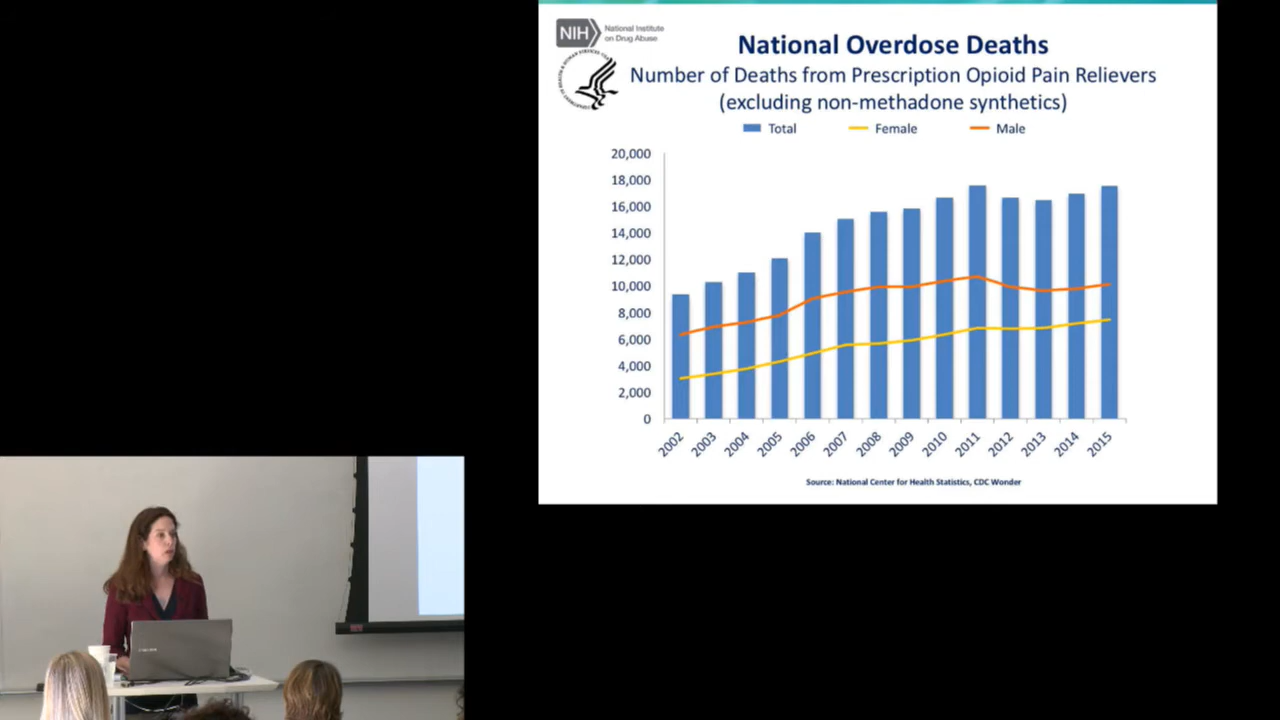 NIH
National Institute
on Drug Abuse
National Overdose Deaths
Number of Deaths from Prescription Opioid Pain Relievers
(excluding non-methadone synthetics)
Total
Female
Male
20,000
18,000
16,000
14,000
12,000
10,000
8,000
6,000
4,000
2,000
0
2002
2003
2004
2005
2006
2007
2008
2009
2010
2011
2012
2013
2014
2015
Source: National Center for Health Statistics, CDC Wonder